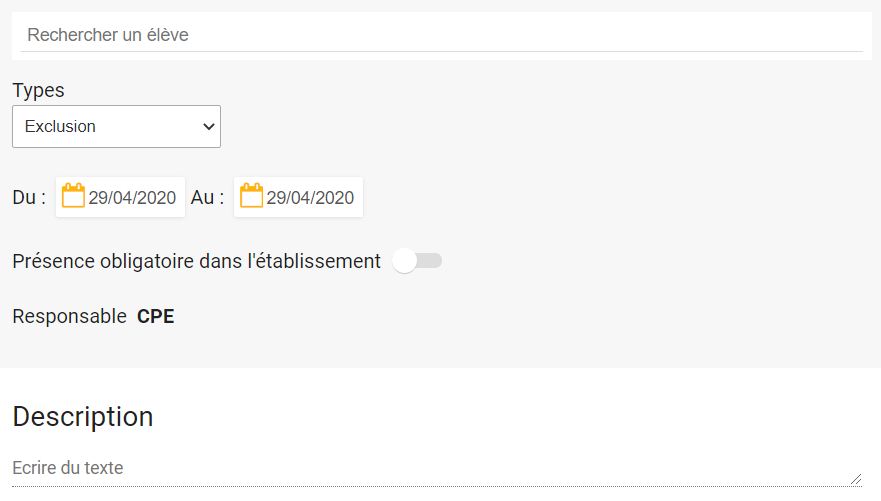 Rechercher un élève
Types
Exclusion
Du : 29/04/2020 Au : 29/04/2020
Présence obligatoire dans l'établissement
Responsable CPE
Description
Ecrire du texte